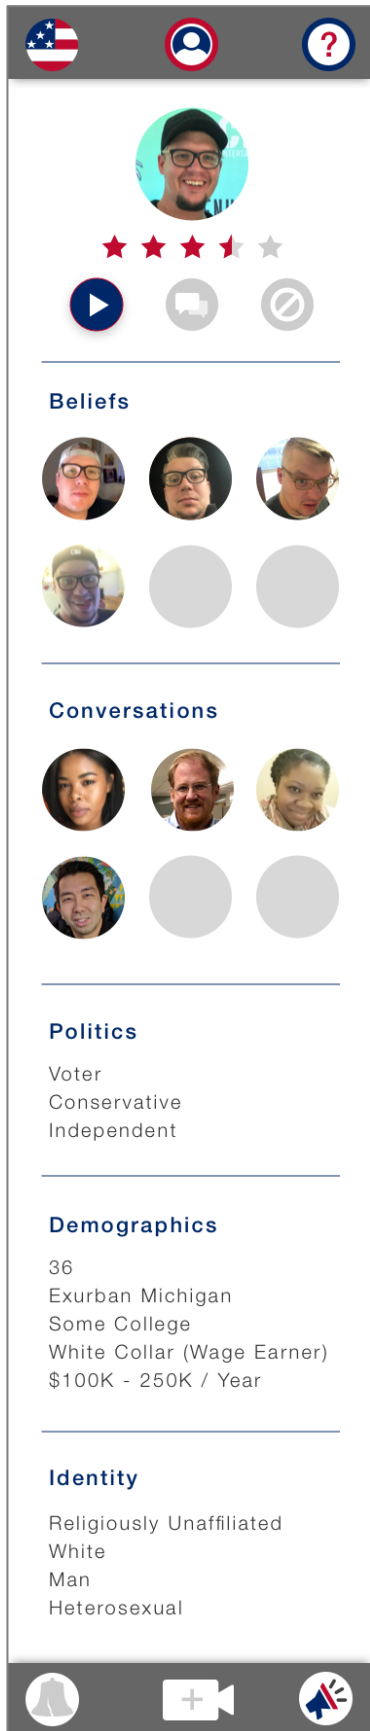 ?
Beliefs
Conversations
Politics
Voter
Conservative
Independent
Demographics
36
Exurban Michigan
Some College
White Collar (Wage Earner)
$100K - 250K / Year
Identity
Religiously Unaffiliated
White
Man
Heterosexual